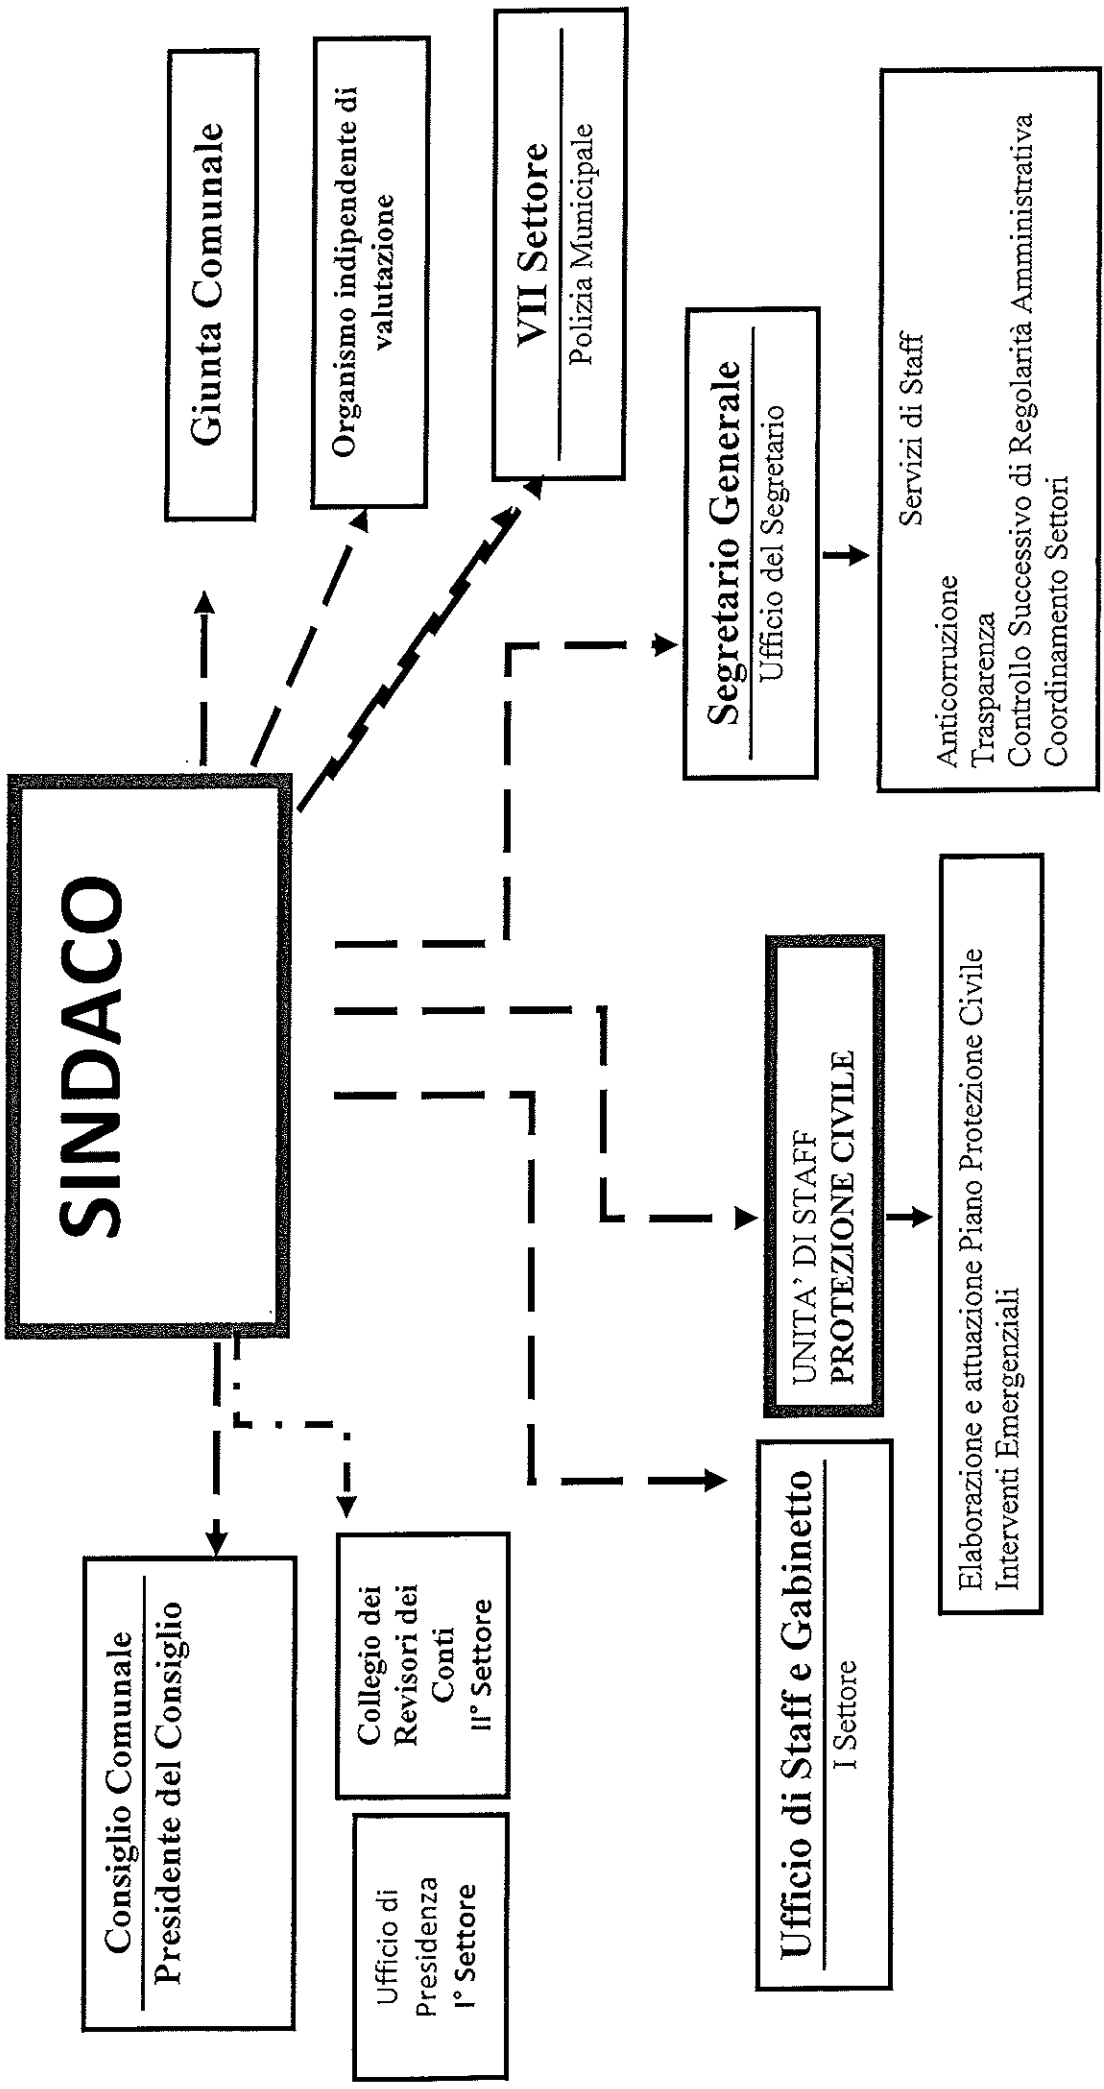 SINDACO
Consiglio Comunale
Presidente del Consiglio
Giunta Comunale
Ufficio di
Presidenza
I° Settore
Collegio dei
Revisori dei
Conti
II° Settore
Organismo indipendente di
valutazione
VII Settore
Polizia Municipale
Ufficio di Staff e Gabinetto
I Settore
UNITA' DI STAFF
PROTEZIONE CIVILE
Segretario Generale
Ufficio del Segretario
Elaborazione e attuazione Piano Protezione Civile
Interventi Emergenziali
Servizi di Staff
Anticorruzione
Trasparenza
Controllo Successivo di Regolarità Amministrativa
Coordinamento Settori